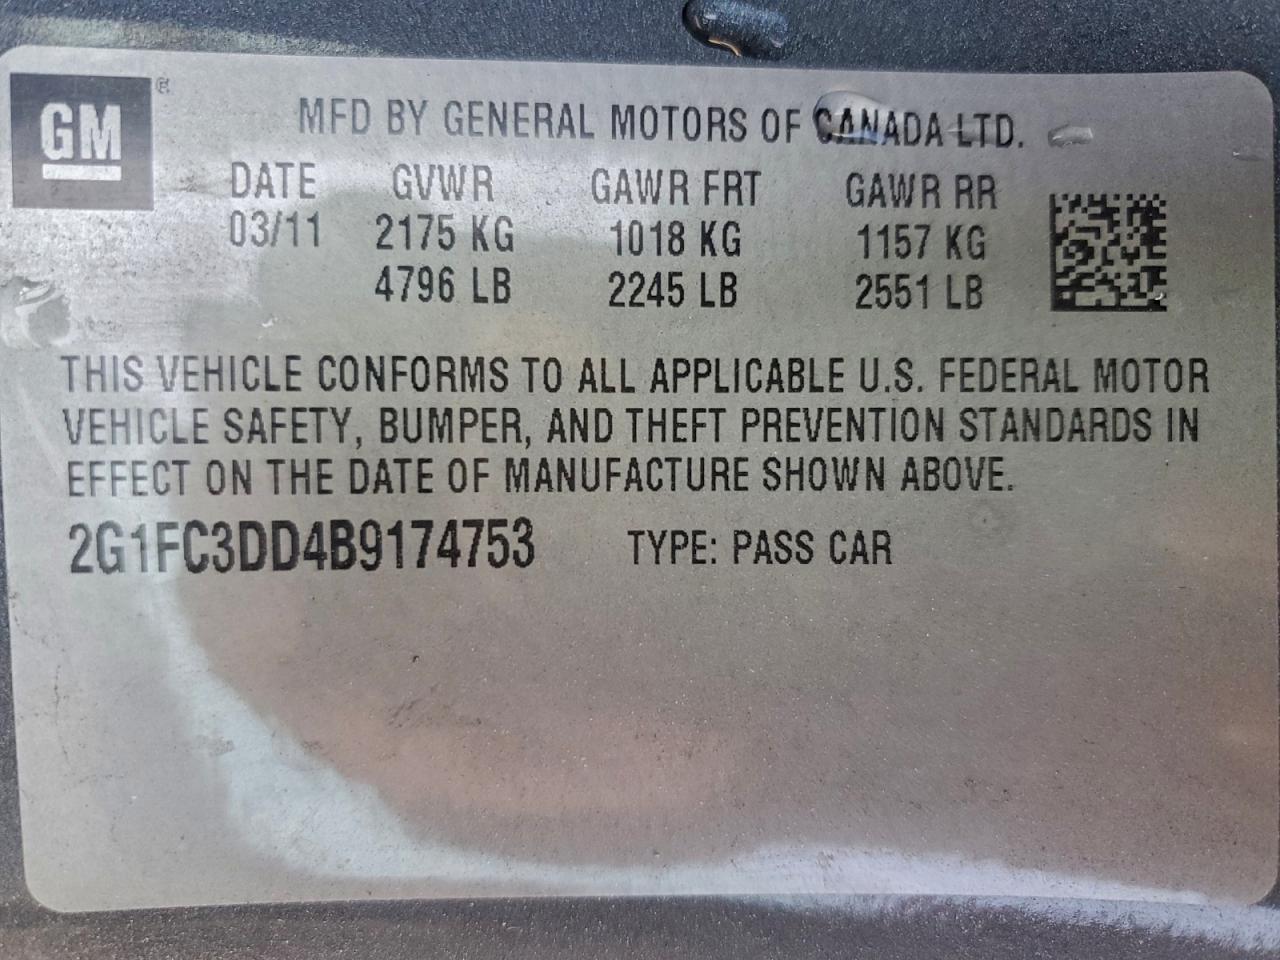 GM®
MFD BY GENERAL MOTORS OF CANADA LTD.
DATE GVWR GAWR FRT GAWR RR
03/11 2175 KG 1018 KG 1157 KG
4796 LB 2245 LB 2551 LB
THIS VEHICLE CONFORMS TO ALL APPLICABLE U.S. FEDERAL MOTOR
VEHICLE SAFETY, BUMPER, AND THEFT PREVENTION STANDARDS IN
EFFECT ON THE DATE OF MANUFACTURE SHOWN ABOVE.
2G1FC3DD4B9174753 TYPE: PASS CAR